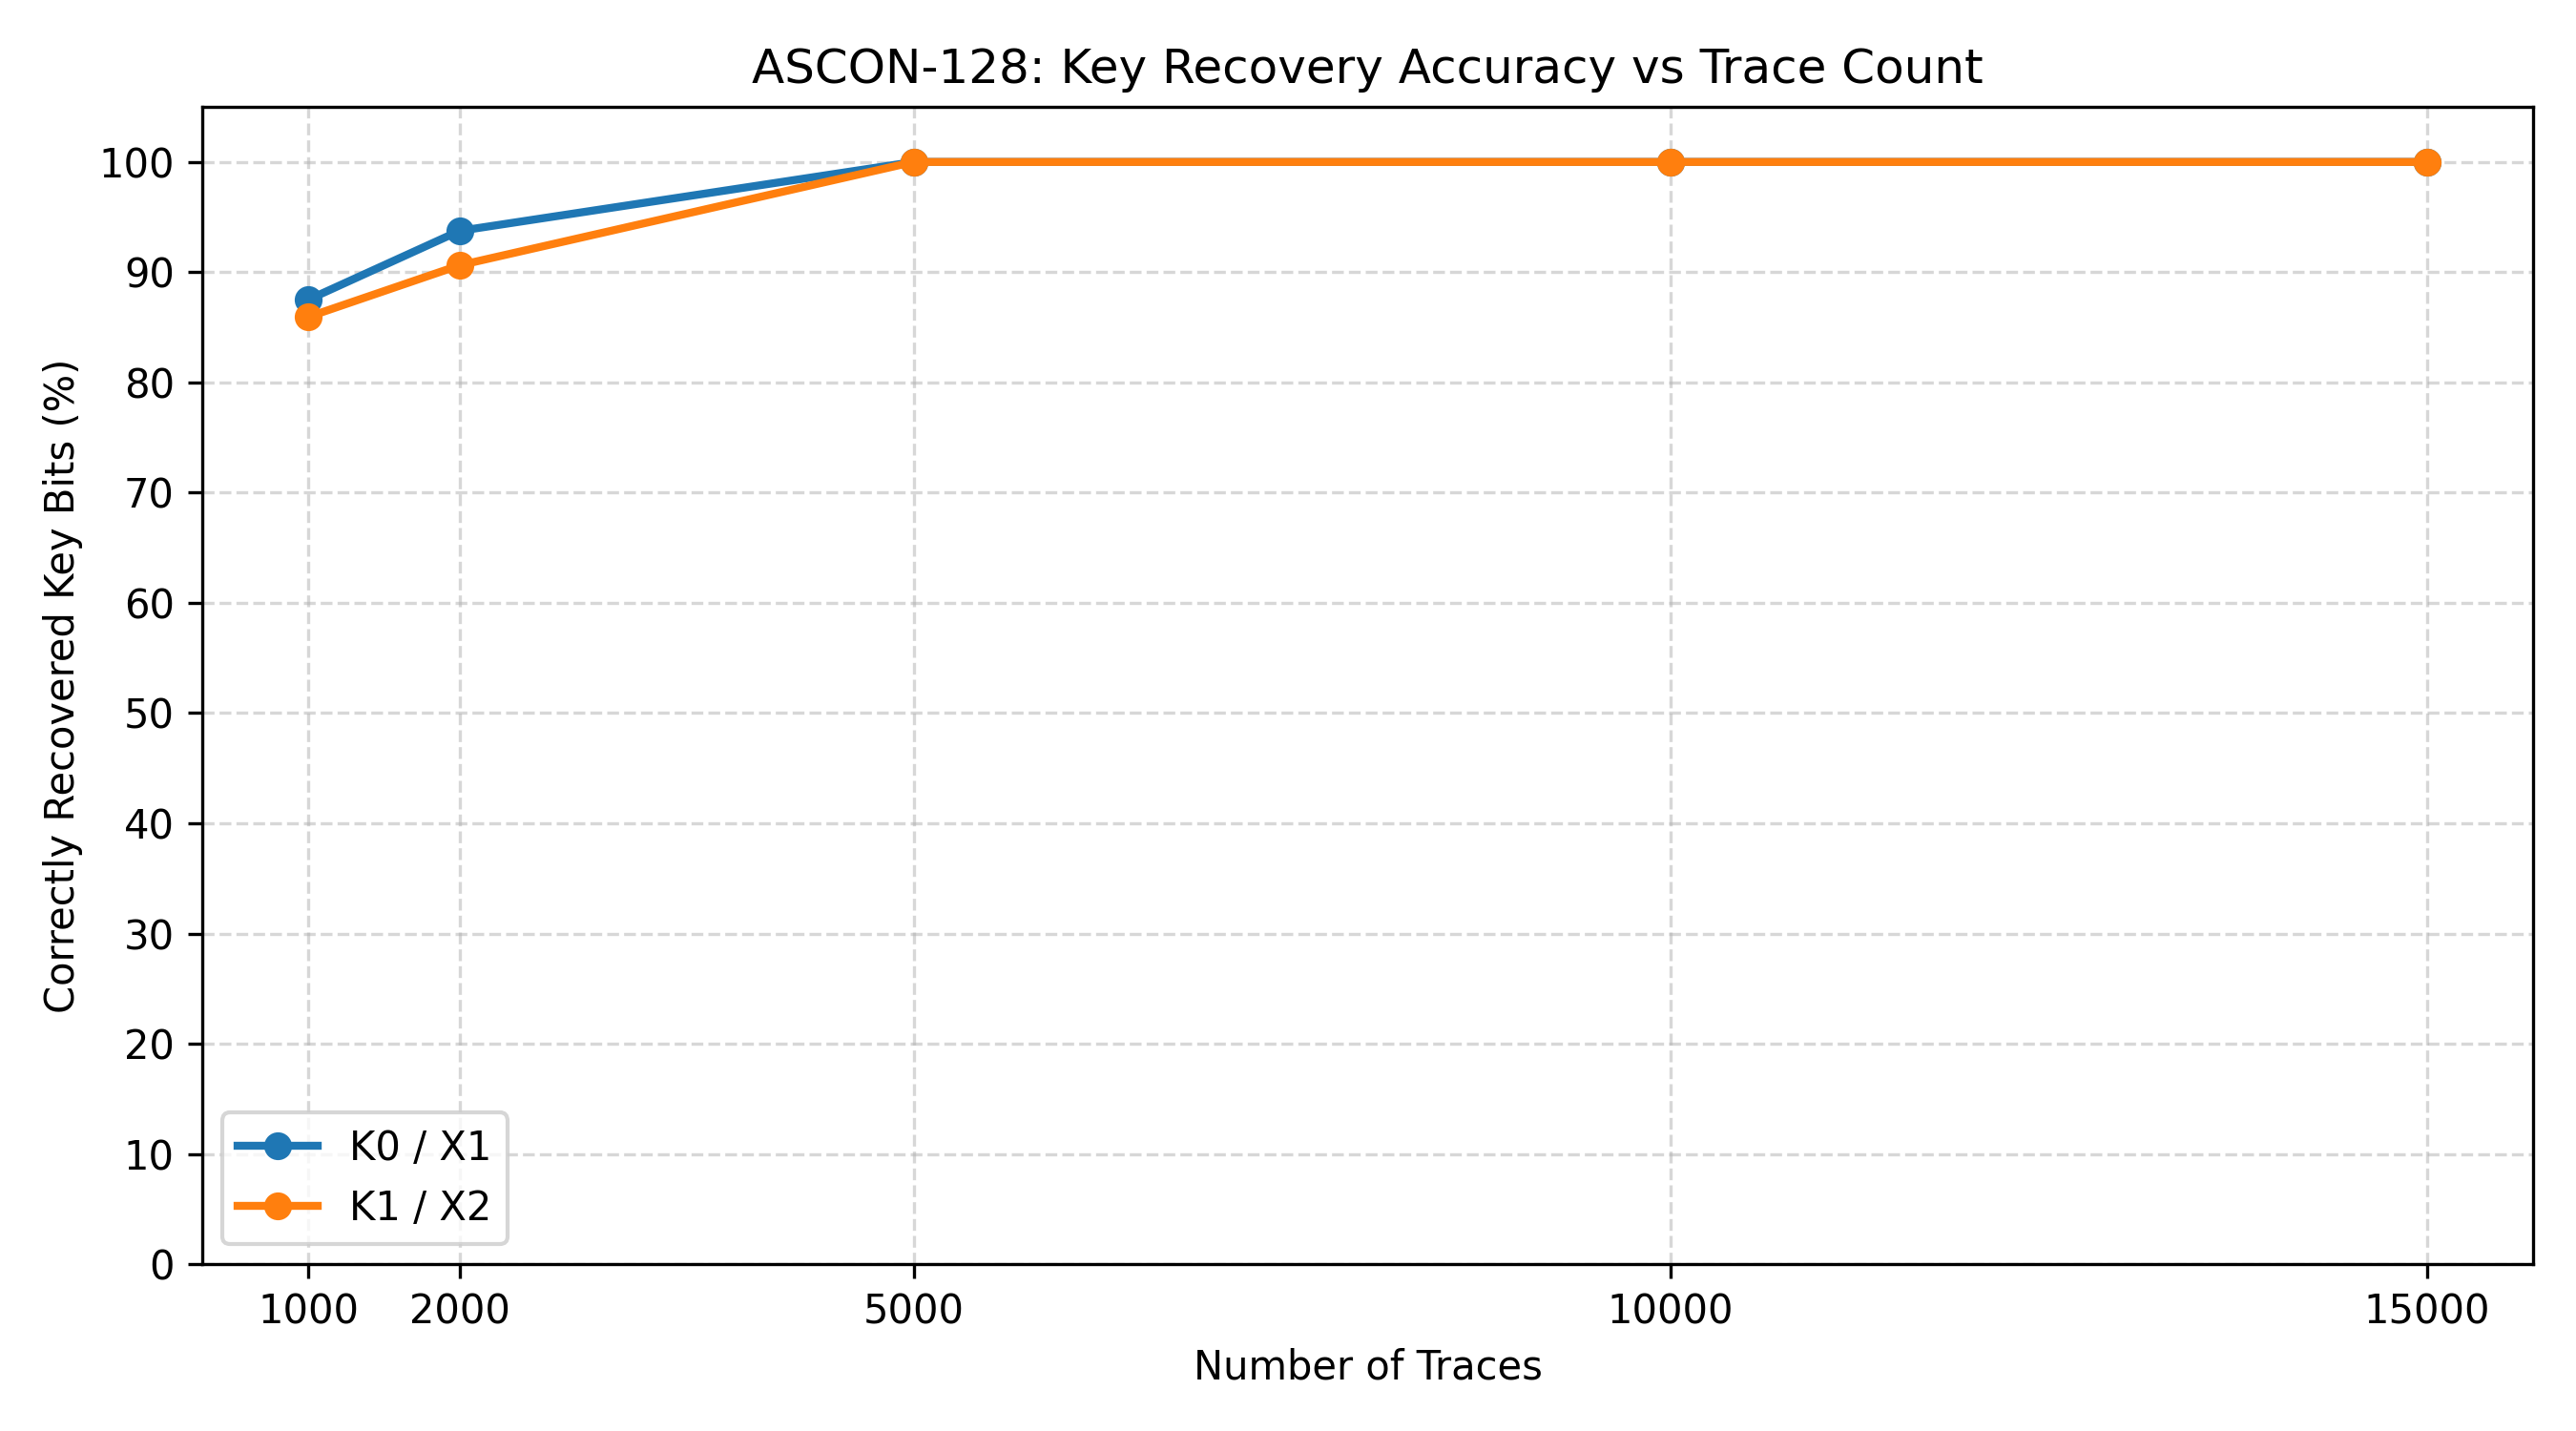 ASCON-128: Key Recovery Accuracy vs Trace Count
Correctly Recovered Key Bits (%)
100
90
80
70
60
50
40
30
20
10
0
K0 / X1
K1 / X2
1000 2000 5000 10000 15000
Number of Traces